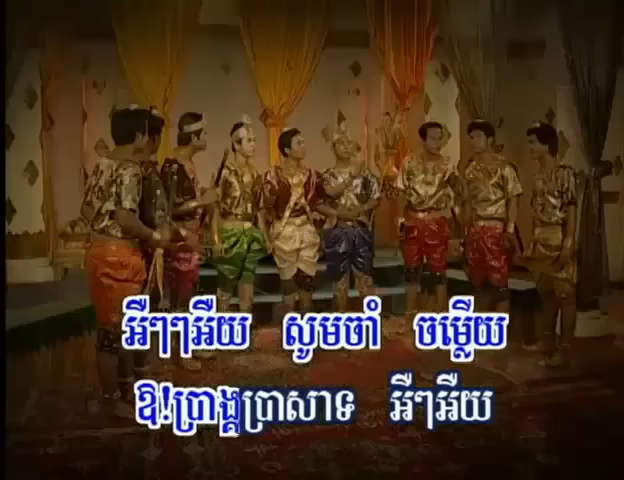 អឺៗៗអឺយ សូមចាំ ចម្លើយ
ឱ!ប្រាង្គប្រាសាទ អឺៗអឺយ